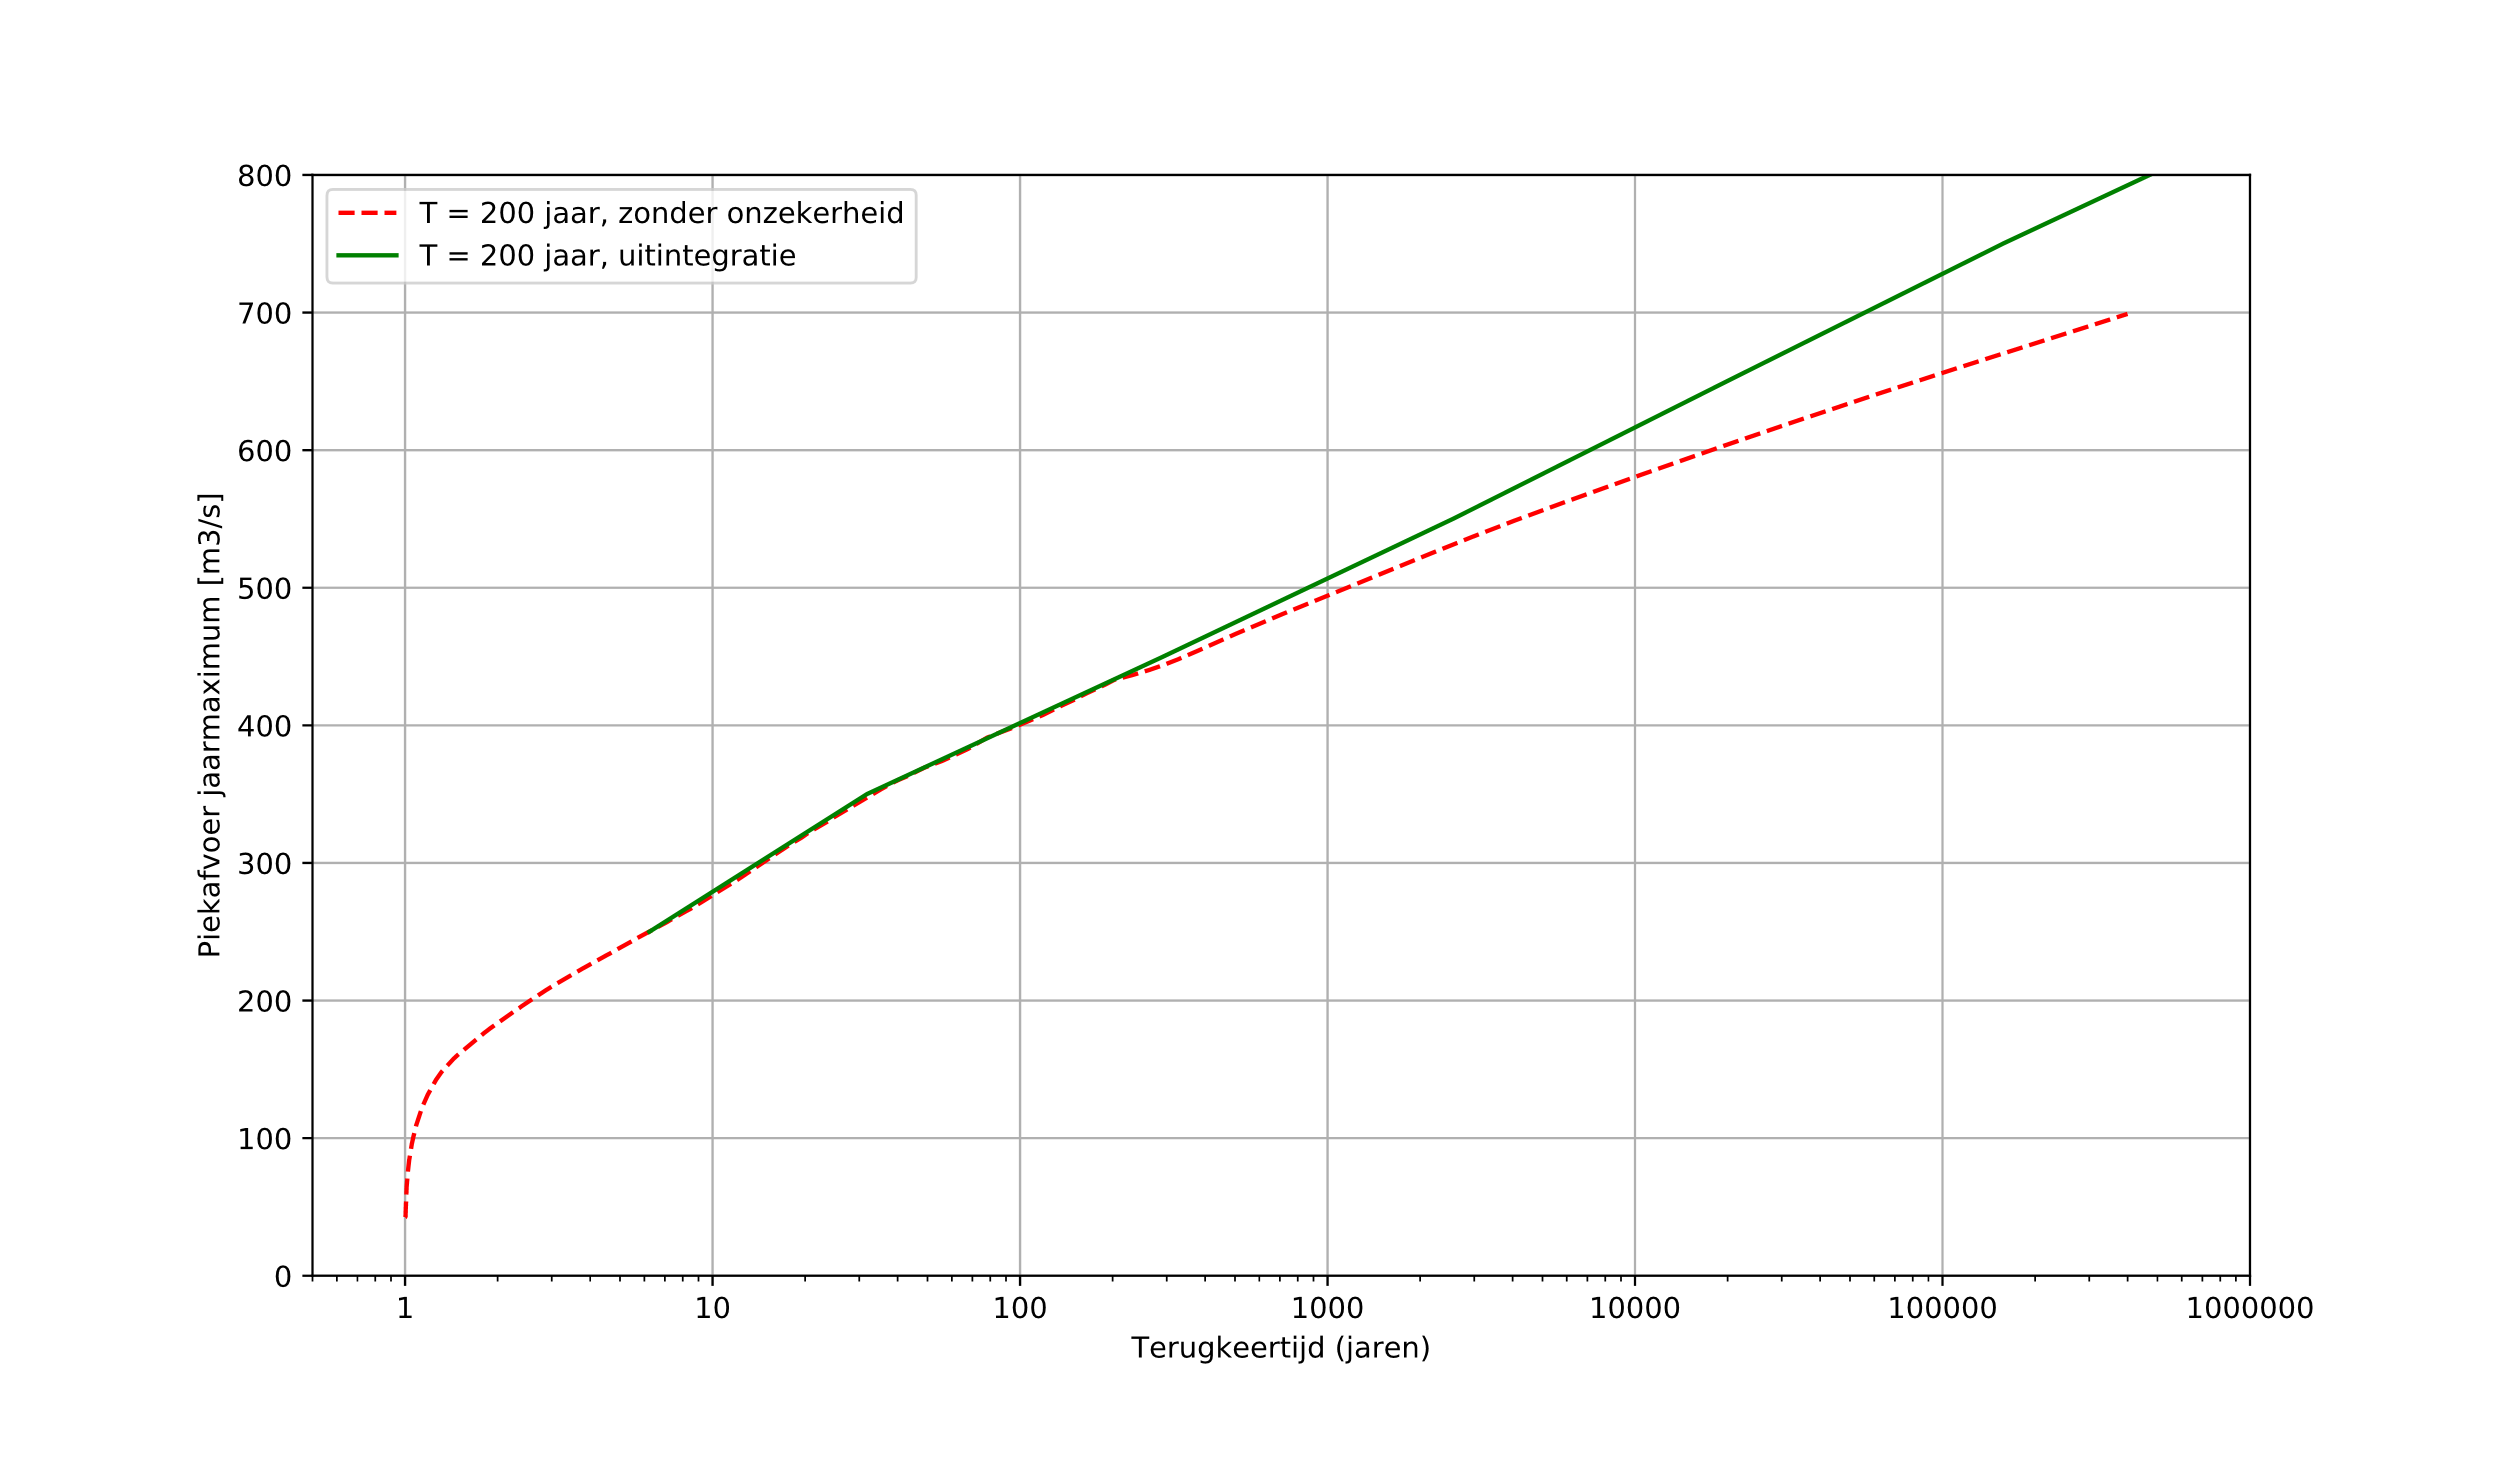 T = 200 jaar, zonder onzekerheid
T = 200 jaar, uitintegratie
Piekafvoer jaarmaximum [m3/s]
800
700
600
500
400
300
200
100
0
1 10 100 1000 10000 100000 1000000
Terugkeertijd (jaren)